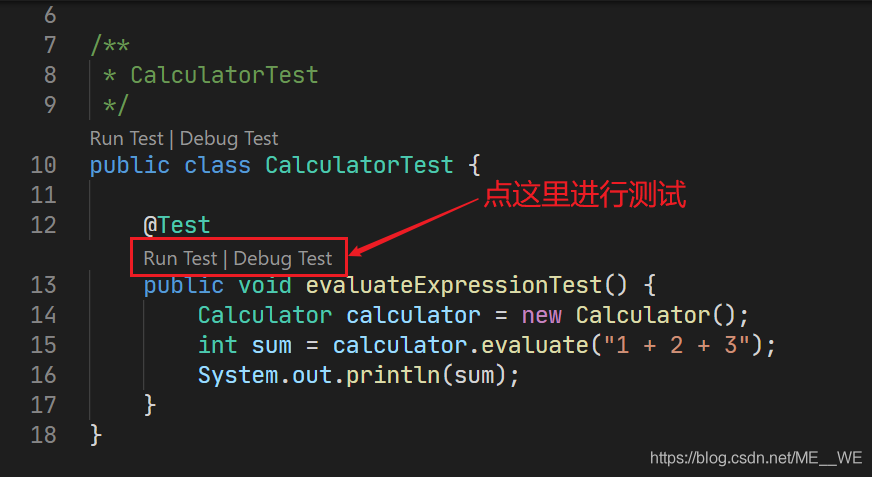 6
7 /**
8 * CalculatorTest
9 */
Run Test | Debug Test
10 public class CalculatorTest {
11
点这里进行测试
12 @Test
Run Test | Debug Test
13 public void evaluateExpressionTest() {
14 Calculator calculator = new Calculator();
15 int sum = calculator.evaluate("1 + 2 + 3");
16 System.out.println(sum);
17 }
18 }
https://blog.csdn.net/ME__WE